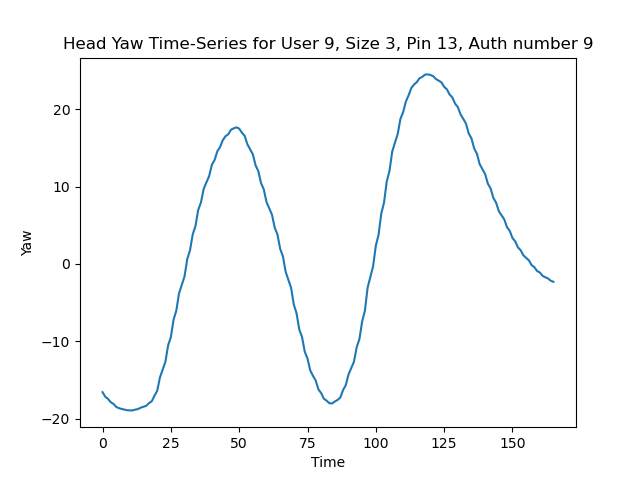 Head Yaw Time-Series for User 9, Size 3, Pin 13, Auth number 9
20
10
0
−10
−20
Yaw
0 25 50 75 100 125 150
Time